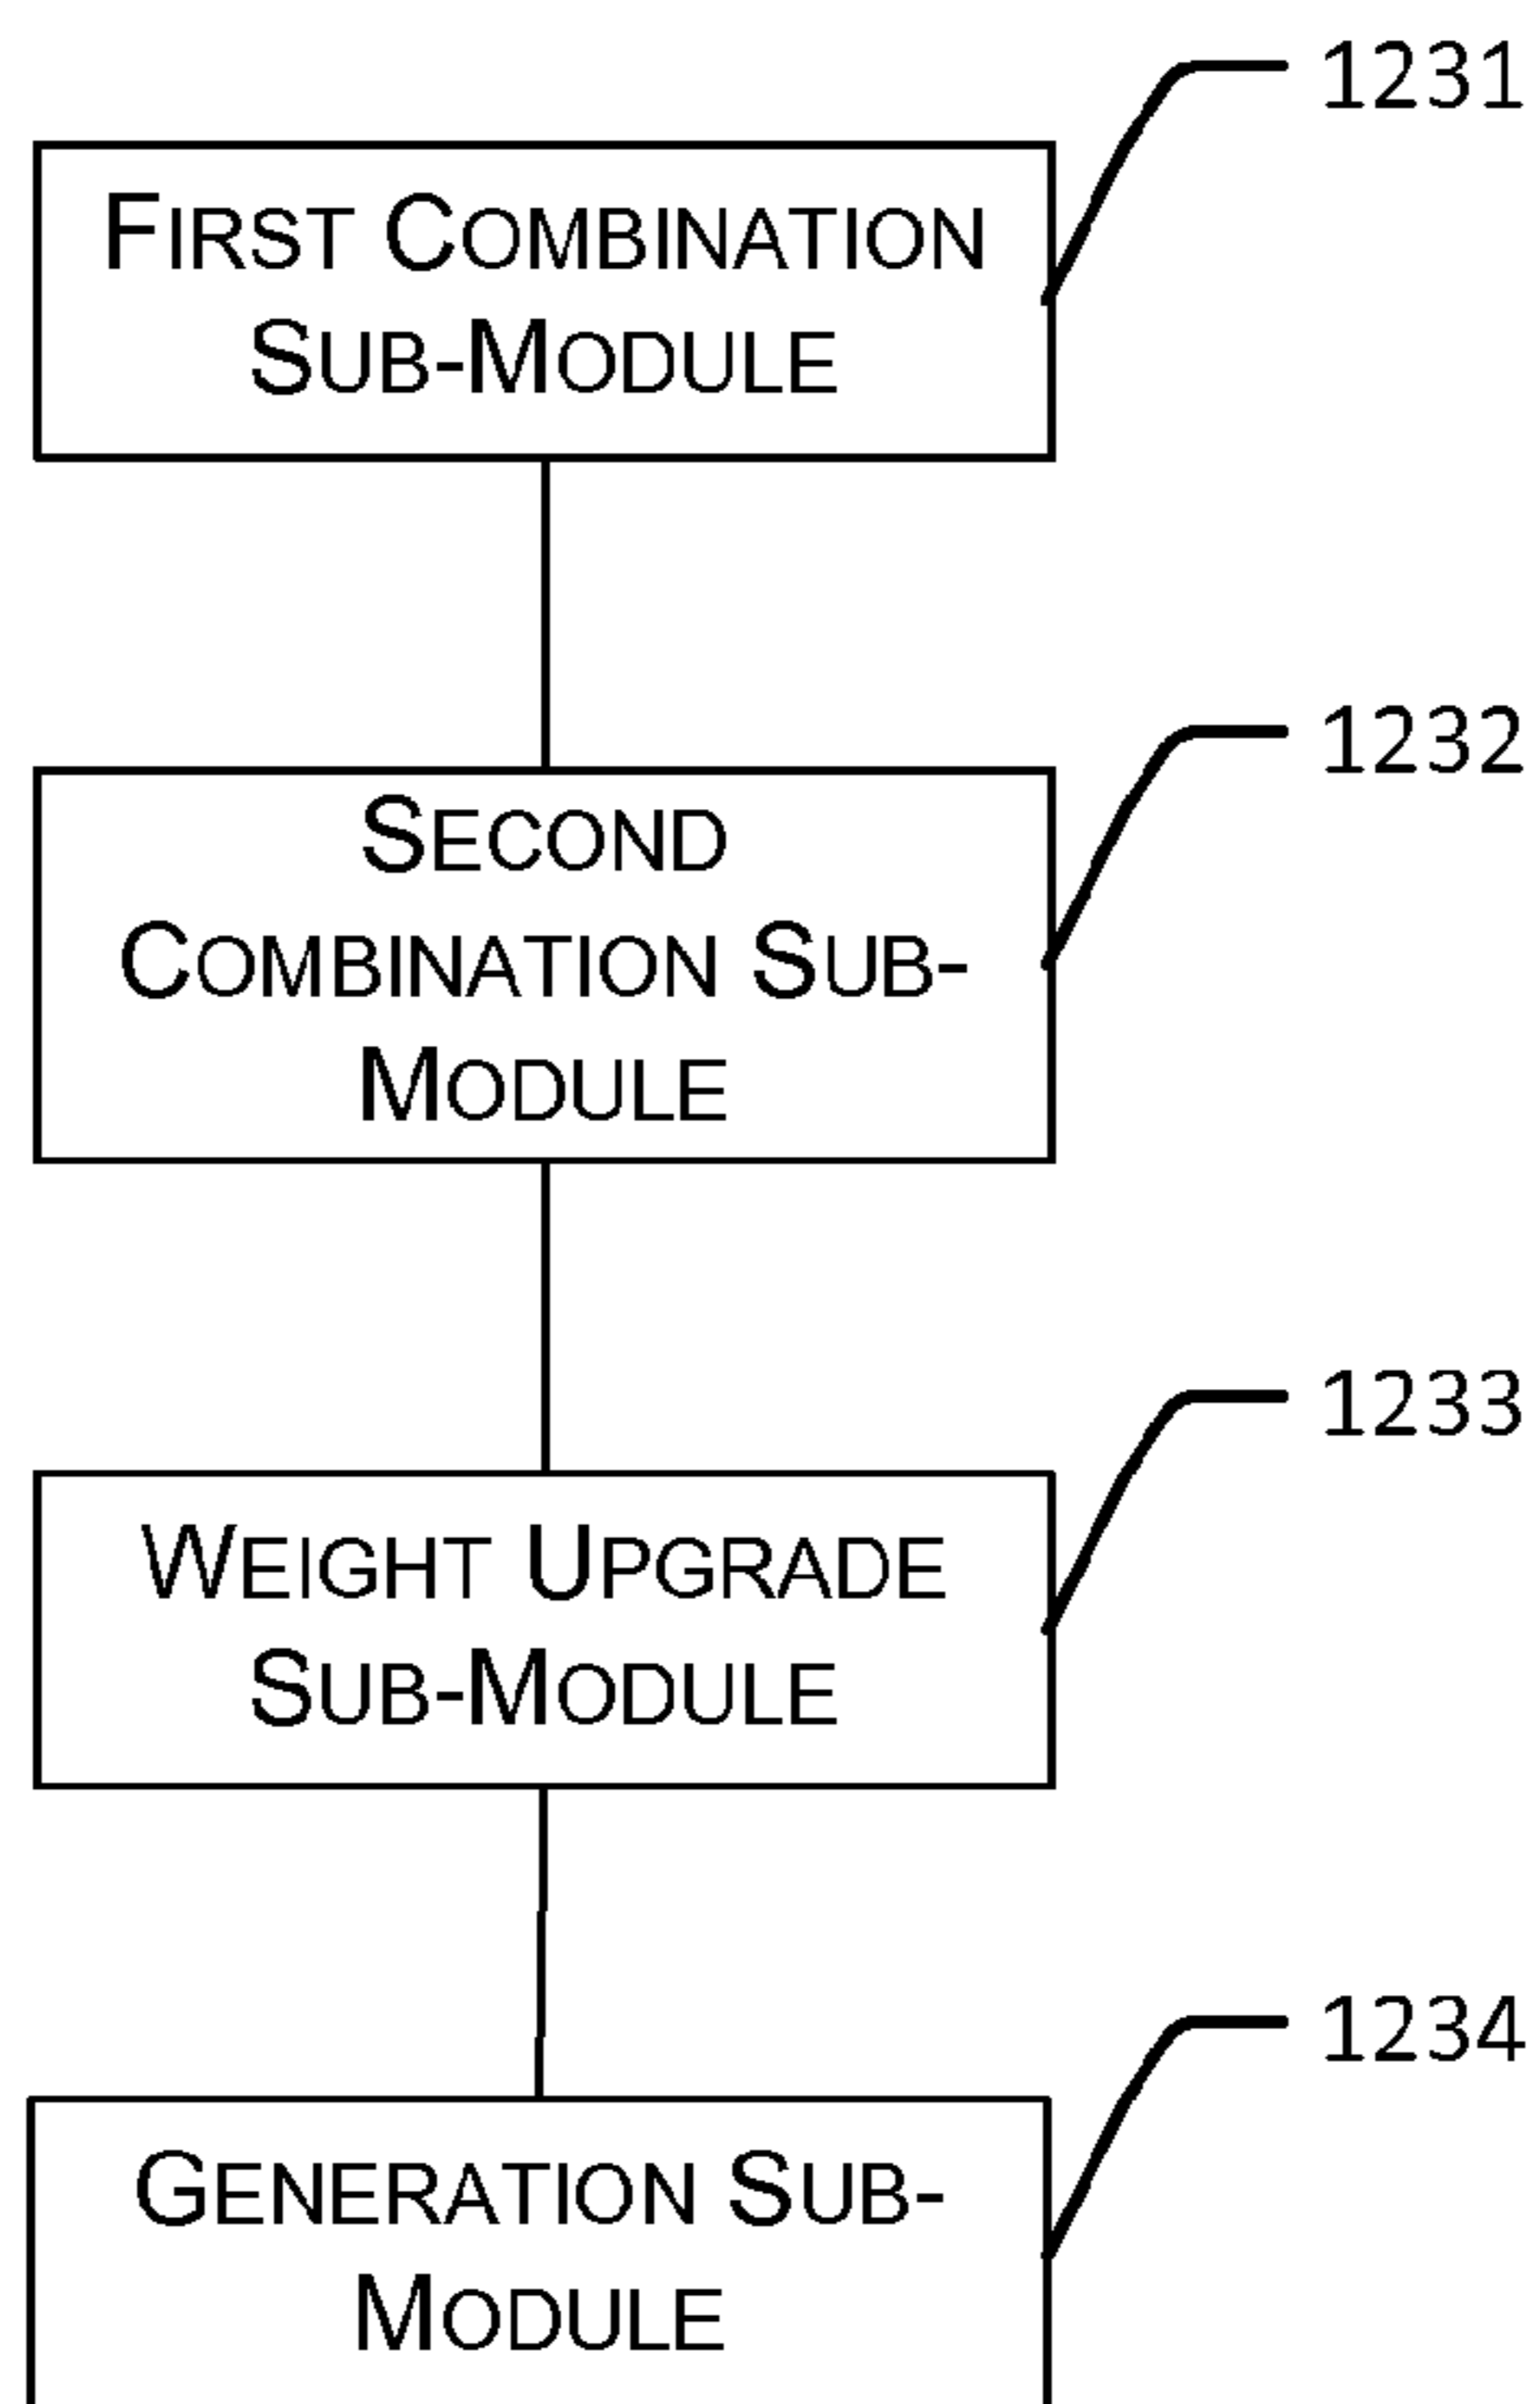 1231
FIRST COMBINATION
SUB-MODULE
1232
SECOND
COMBINATION SUB-
MODULE
1233
WEIGHT UPGRADE
SUB-MODULE
1234
GENERATION SUB-
MODULE